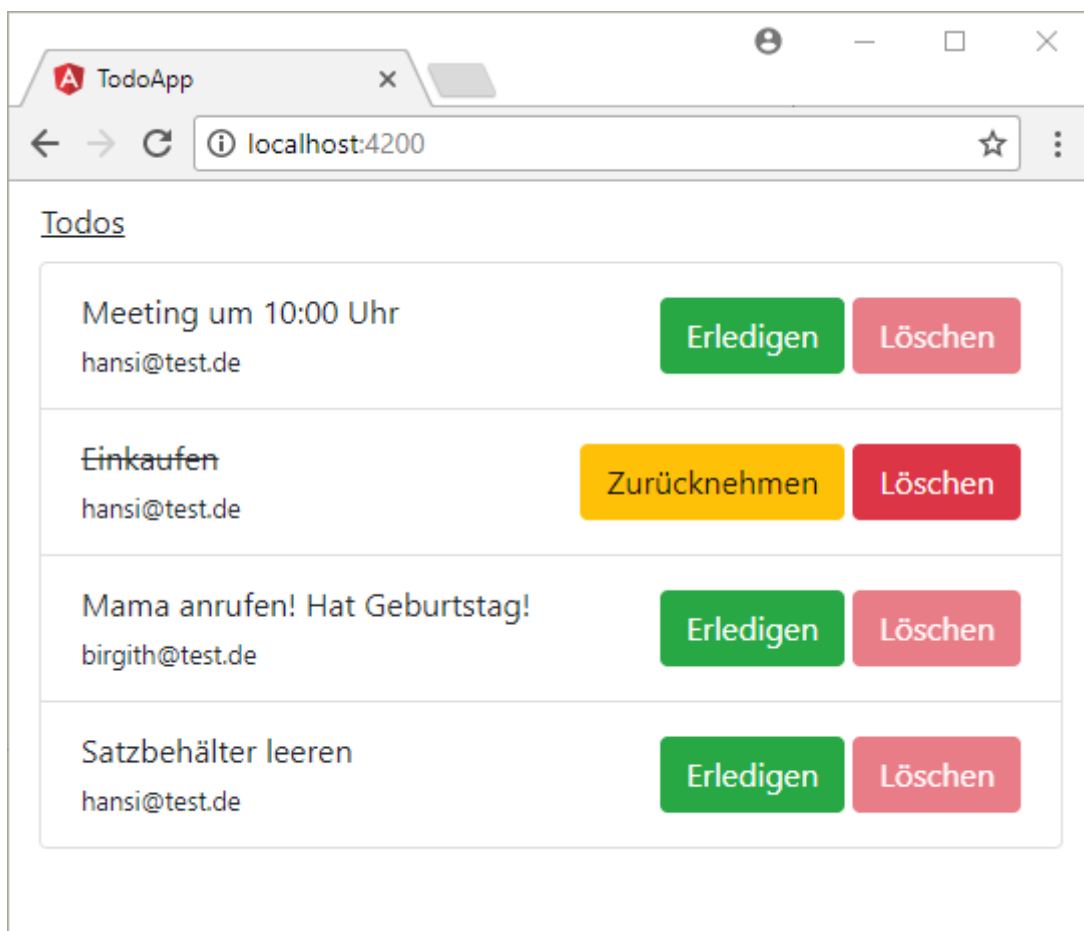 TodoApp
localhost:4200
Todos
Meeting um 10:00 Uhr
hansi@test.de
Erledigen Löschen
Einkaufen
hansi@test.de
Zurücknehmen Löschen
Mama anrufen! Hat Geburtstag!
birgith@test.de
Erledigen Löschen
Satzbehälter leeren
hansi@test.de
Erledigen Löschen